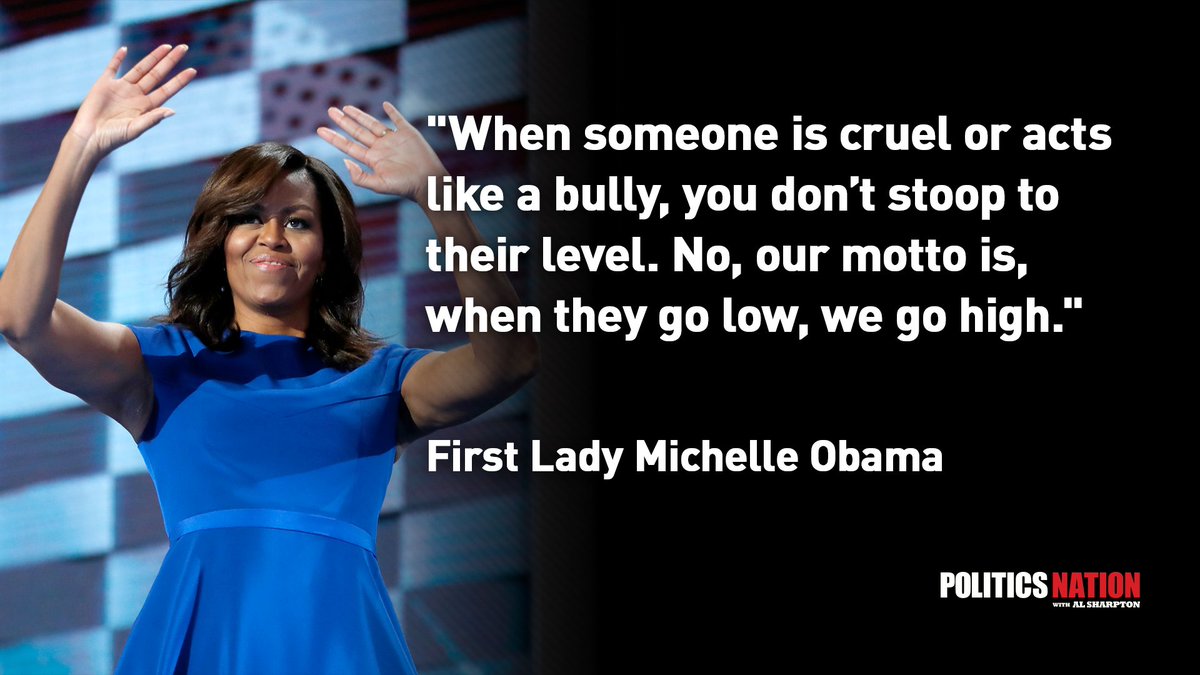 "When someone is cruel or acts
like a bully, you don’t stoop to
their level. No, our motto is,
when they go low, we go high."
First Lady Michelle Obama
POLITICS NATION
WITH AL SHARPTON